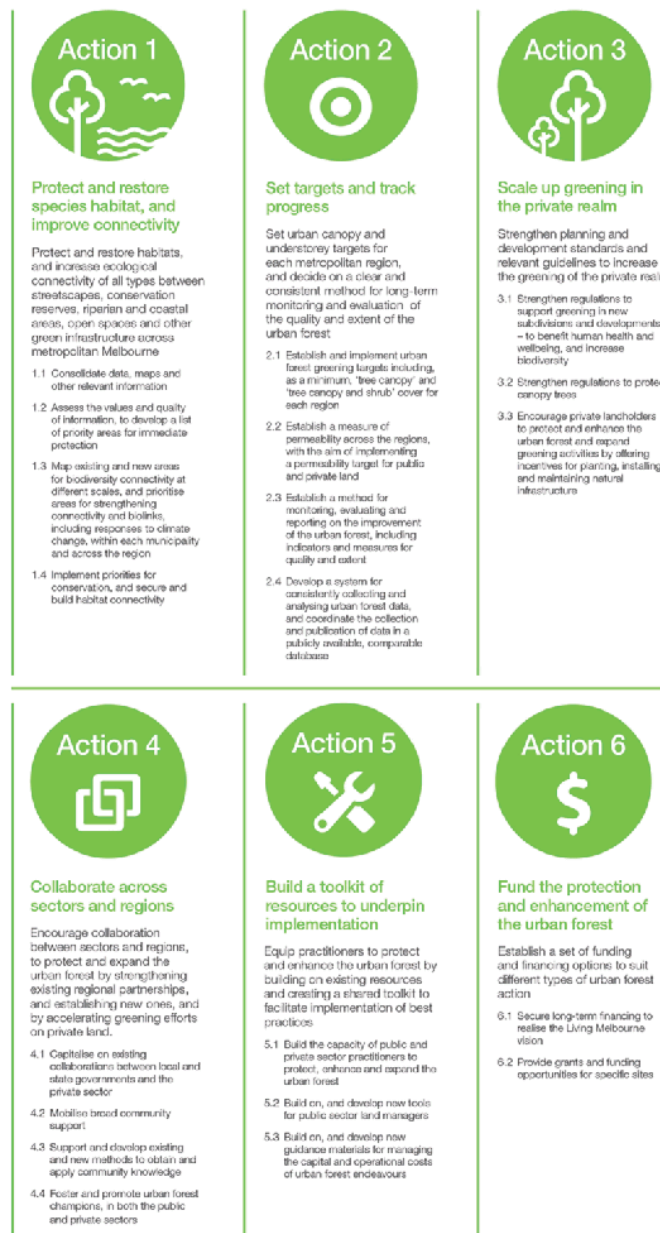 Action 1
Protect and restore
species habitat, and
improve connectivity
Protect and restore habitats,
and increase ecological
connectivity of all types between
streetscapes, conservation
reserves, riparian and coastal
areas, open spaces and other
green infrastructure across
metropolitan Melbourne
1.1 Consolidate data, maps and
other relevant information
1.2 Assess the values and quality
of information, to develop a list
of priority areas for immediate
protection
1.3 Map existing and new areas
for biodiversity connectivity at
different scales, and prioritise
areas for strengthening
connectivity and biolinks,
including responses to climate
change, within each municipality
and across the region
1.4 Implement priorities for
conservation, and secure and
build habitat connectivity
Action 2
Set targets and track
progress
Set urban canopy and
understorey targets for
each metropolitan region,
and decide on a clear and
consistent method for long-term
monitoring and evaluation of
the quality and extent of the
urban forest
2.1 Establish and implement urban
forest greening targets including,
as a minimum, 'tree canopy' and
'tree canopy and shrub' cover for
each region
2.2 Establish a measure of
permeability across the regions,
with the aim of implementing
a permeability target for public
and private land
2.3 Establish a method for
monitoring, evaluating and
reporting on the improvement
of the urban forest, including
indicators and measures for
quality and extent
2.4 Develop a system for
consistently collecting and
analysing urban forest data,
and coordinate the collection
and publication of data in a
publicly available, comparable
database
Action 3
Scale up greening in
the private realm
Strengthen planning and
development standards and
relevant guidelines to increase
the greening of the private
3.1 Strengthen regulations to
support greening in new
subdivisions and developments
– to benefit human health and
wellbeing, and increase
biodiversity
3.2 Strengthen regulations to
canopy trees
3.3 Encourage private landholders
to protect and enhance the
urban forest and expand
greening activities by offering
incentives for planting, installing
and maintaining natural
infrastructure
Action 4
Collaborate across
sectors and regions
Encourage collaboration
between sectors and regions,
to protect and expand the
urban forest by strengthening
existing regional partnerships,
and establishing new ones, and
by accelerating greening efforts
on private land.
4.1 Capitalise on existing
collaborations between local and
state governments and the
private sector
4.2 Mobilise broad community
support
4.3 Support and develop existing
and new methods to obtain and
apply community knowledge
4.4 Foster and promote urban forest
champions, in both the public
and private sectors
Action 5
Build a toolkit of
resources to underpin
implementation
Equip practitioners to protect
and enhance the urban forest by
building on existing resources
and creating a shared toolkit to
facilitate implementation of best
practices
5.1 Build the capacity of public and
private sector practitioners to
protect, enhance and expand the
urban forest
5.2 Build on, and develop new tools
for public sector land managers
5.3 Build on, and develop new
guidance materials for managing
the capital and operational costs
of urban forest endeavours
Action 6
$
Fund the protection
and enhancement of
the urban forest
Establish a set of funding
and financing options to suit
different types of urban forest
action
6.1 Secure long-term financing to
realise the Living Melbourne
vision
6.2 Provide grants and funding
opportunities for specific sites